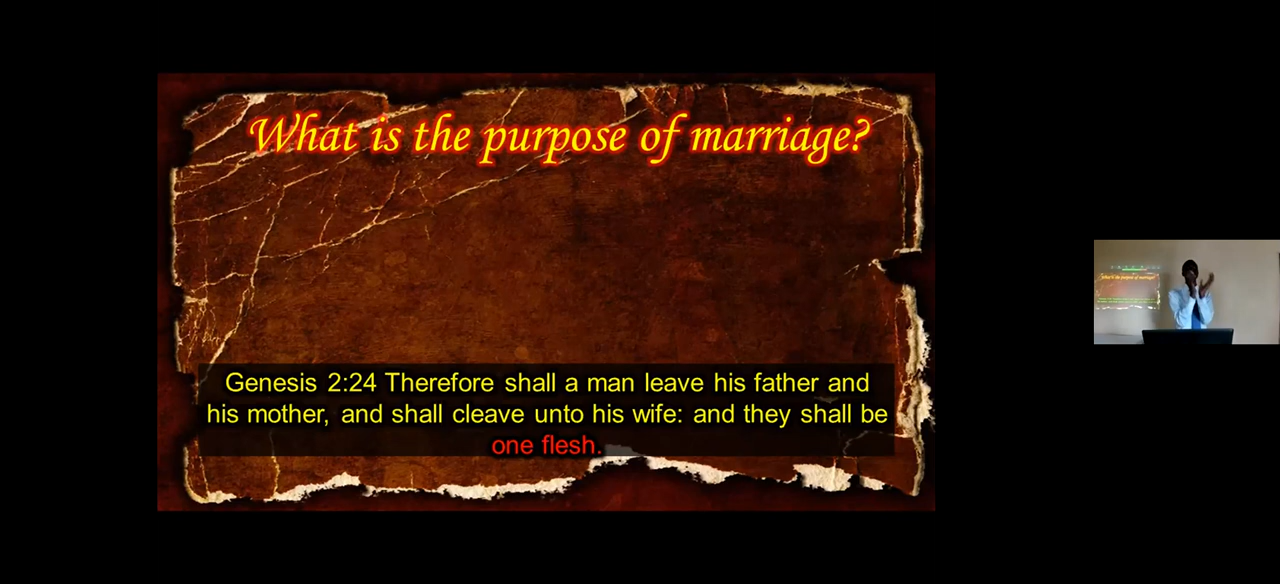 What is the purpose of marriage?
Genesis 2:24 Therefore shall a man leave his father and
his mother, and shall cleave unto his wife: and they shall be
one flesh.